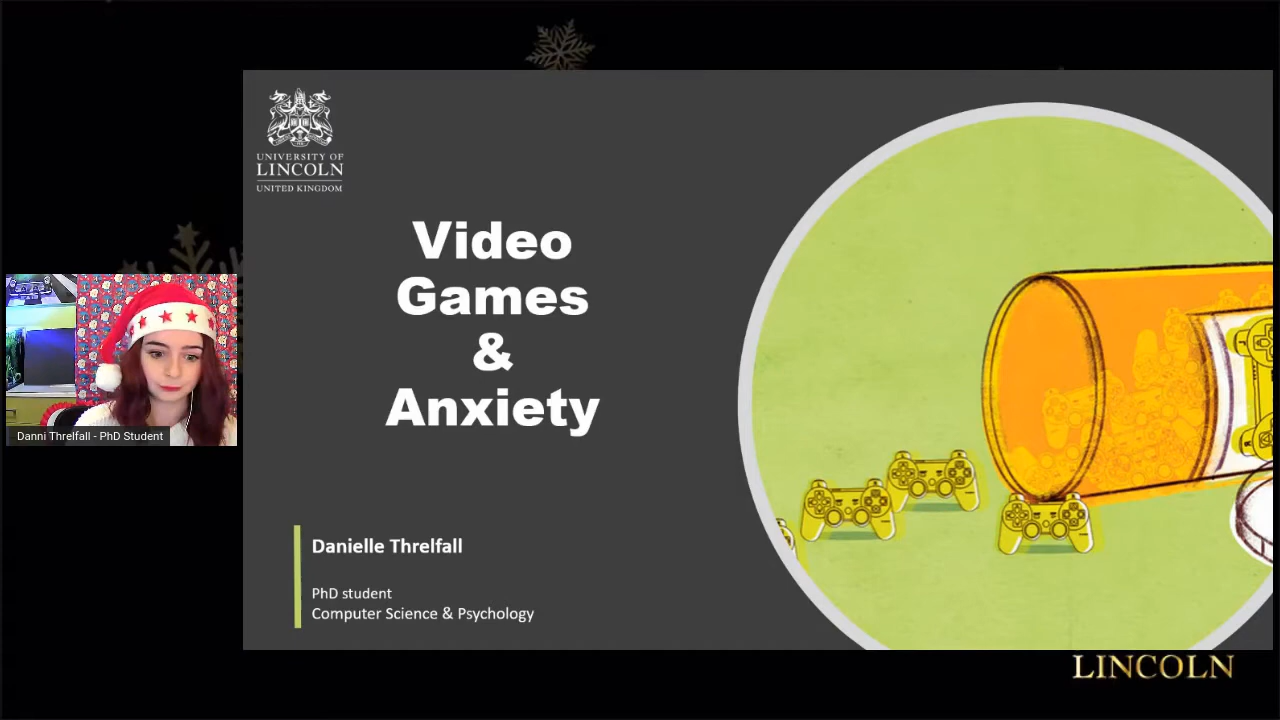 UNIVERSITY OF
LINCOLN
UNITED KINGDOM
Video
Games
&
Anxiety
Danielle Threlfall
PhD student
Computer Science & Psychology
Danni Threlfall - PhD Student
LINCOLN